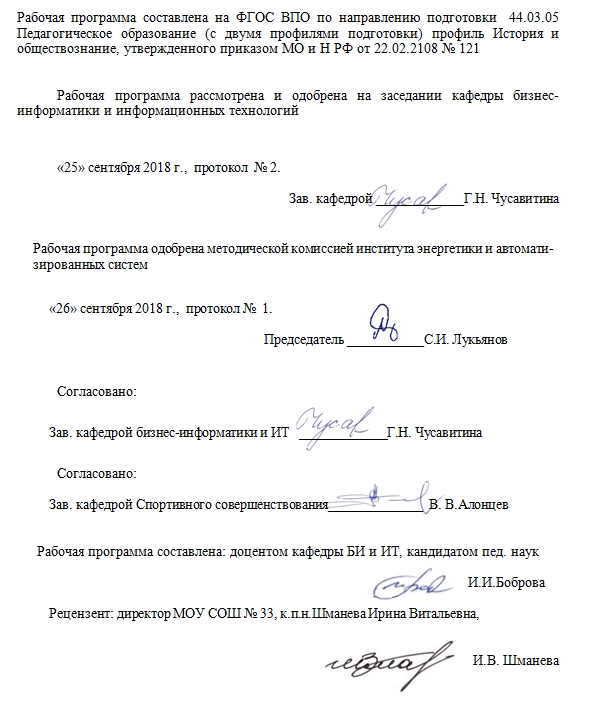 Рабочая программа составлена на ФГОС ВПО по направлению подготовки 44.03.05
Педагогическое образование (с двумя профилями подготовки) профиль История и
обществознание, утвержденного приказом МО и Н РФ от 22.02.2108 № 121
Рабочая программа рассмотрена и одобрена на заседании кафедры бизнес-
информатики и информационных технологий
«25» сентября 2018 г., протокол № 2.
Зав. кафедрой Чусав Г.Н. Чусавитина
Рабочая программа одобрена методической комиссией института энергетики и автомати-
зированных систем
«26» сентября 2018 г., протокол № 1.
Председатель ____________С.И. Лукьянов
Согласовано:
Зав. кафедрой бизнес-информатики и ИТ Чусав Г.Н. Чусавитина
Согласовано:
Зав. кафедрой Спортивного совершенствования_______________ В. В.Алонцев
Рабочая программа составлена: доцентом кафедры БИ и ИТ, кандидатом пед. наук
И.И.Боброва
Рецензент: директор МОУ СОШ № 33, к.п.н.Шманева Ирина Витальевна,
И.В. Шманева